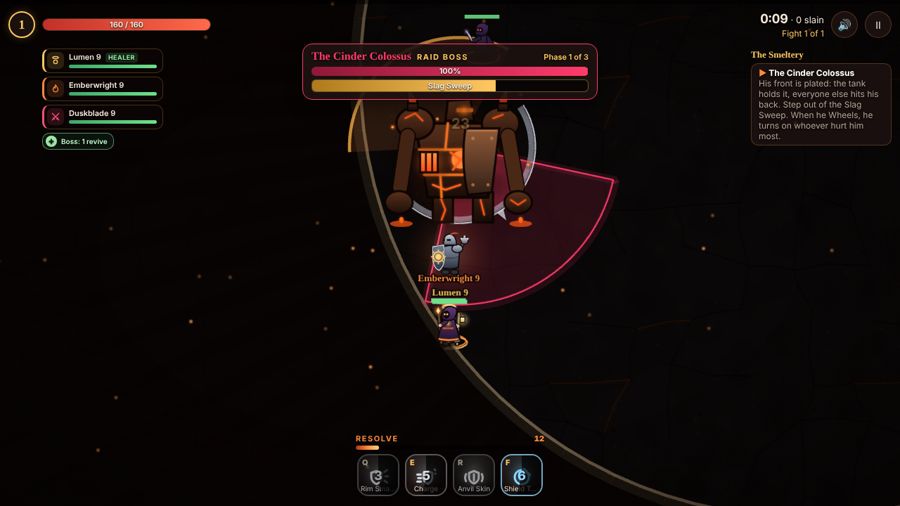 1
160 / 160
Lumen 9 HEALER
Emberwright 9
Duskblade 9
Boss: 1 revive
The Cinder Colossus RAID BOSS Phase 1 of 3
100%
Slag Sweep
23
0:09 · 0 slain
Fight 1 of 1
The Smeltery
The Cinder Colossus
His front is plated: the tank
holds it, everyone else hits his
back. Step out of the Slag
Sweep. When he Wheels, he
turns on whoever hurt him
most.
Emberwright 9
Lumen 9
RESOLVE 12
Q E R F
3 5 6
Rim Charge Anvil Skin Shield